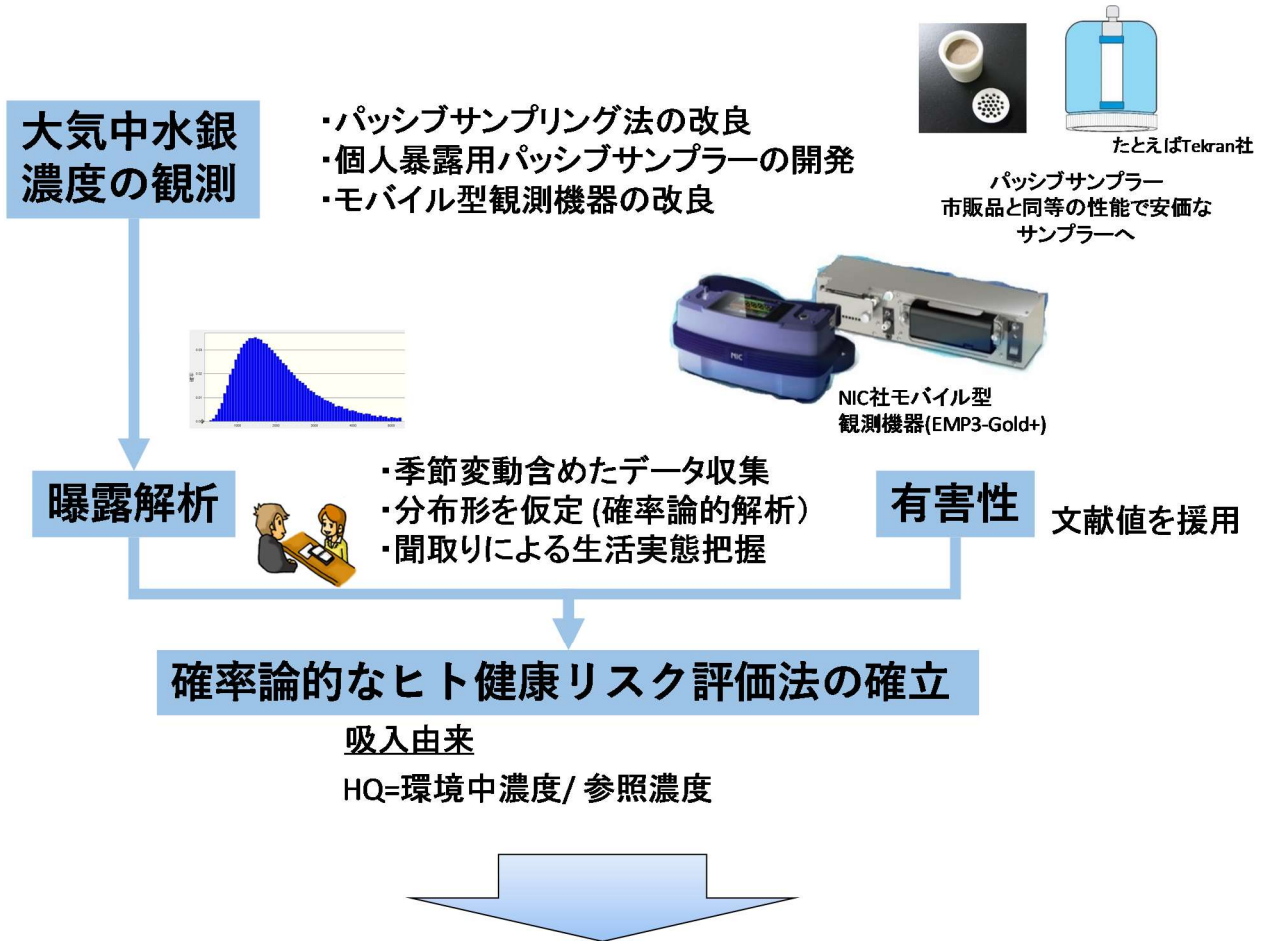 大気中水銀
濃度の観測
・パッシブサンプリング法の改良
・個人暴露用パッシブサンプラーの開発
・モバイル型観測機器の改良
たとえばTekran社
パッシブサンプラー
市販品と同等の性能で安価な
サンプラーへ
NIC
NIC社モバイル型
観測機器(EMP3-Gold+)
曝露解析
・季節変動含めたデータ収集
・分布形を仮定 (確率論的解析）
・聞取りによる生活実態把握
有害性
文献値を援用
確率論的なヒト健康リスク評価法の確立
吸入由来
HQ=環境中濃度/ 参照濃度